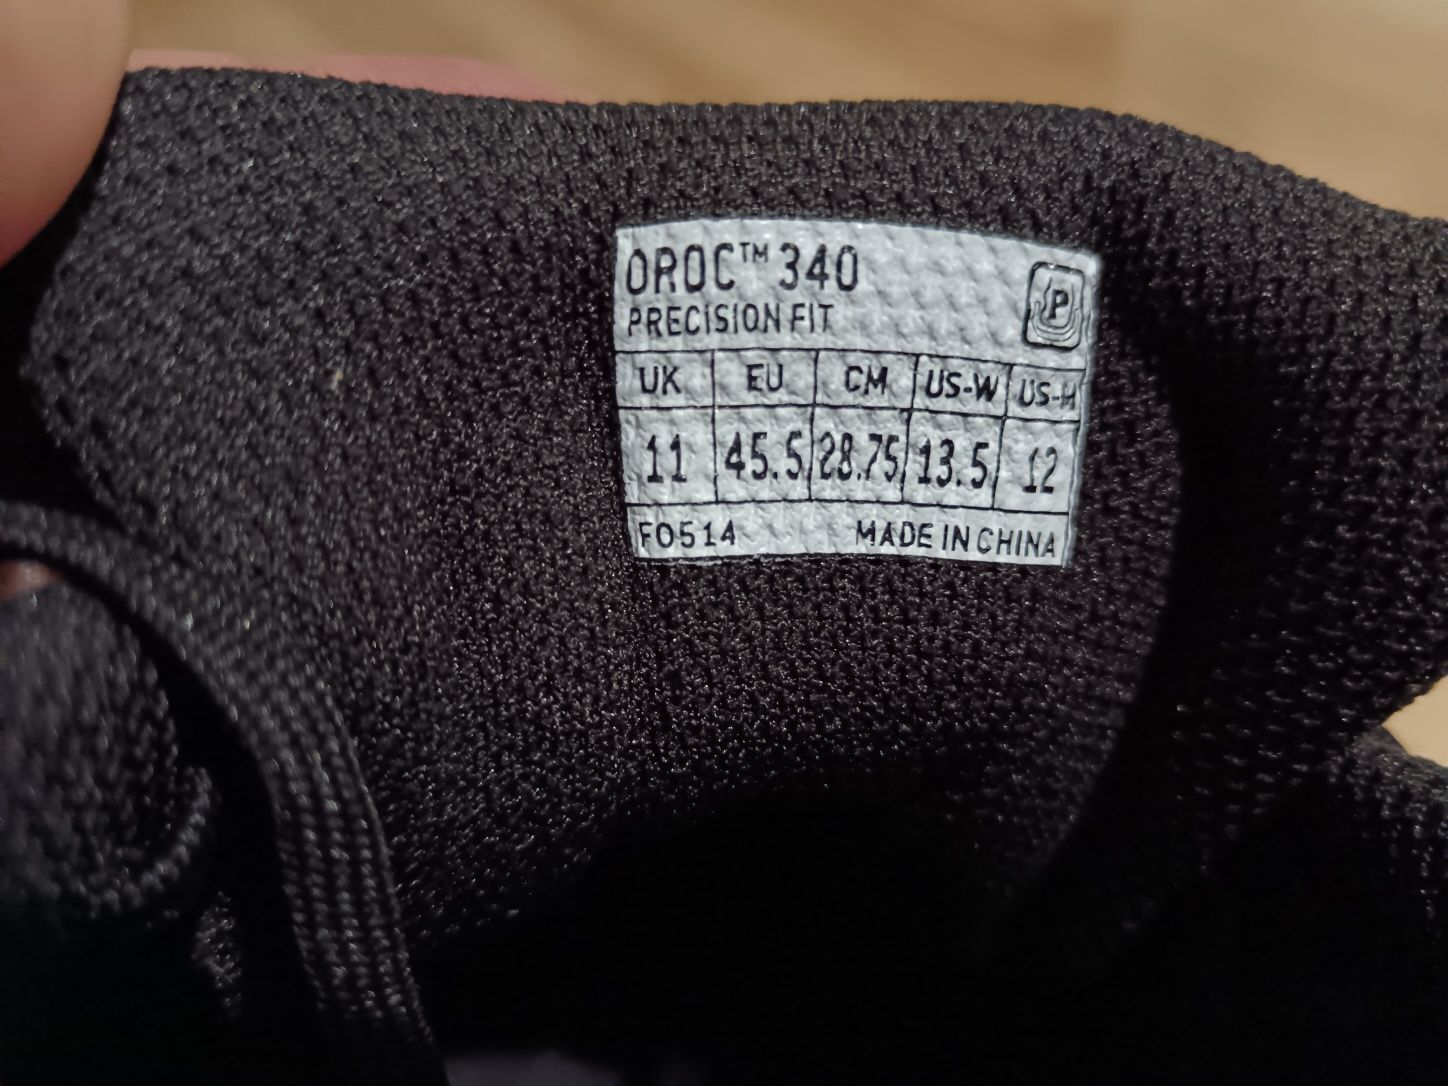 OROC™ 340
PRECISION FIT
P
UK EU CM US-W US-M
11 45.5 28.75 13.5 12
F0514 MADE IN CHINA